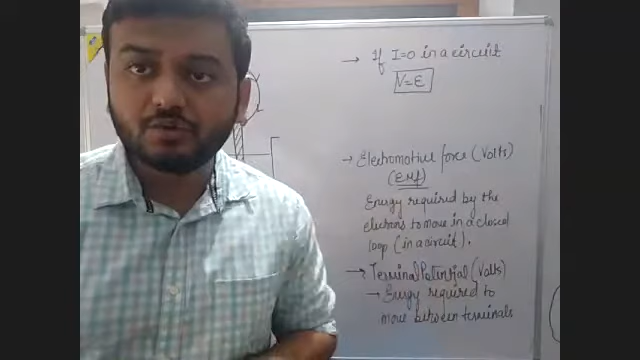 → If I=0 in a circuit
V=ε
→ Electromotive force (Volts)
(EMf)
Energy required by the
electrons to move in a closed
loop (in a circuit).
→ Terminal Potential (Volts)
→ Energy required to
move between terminals